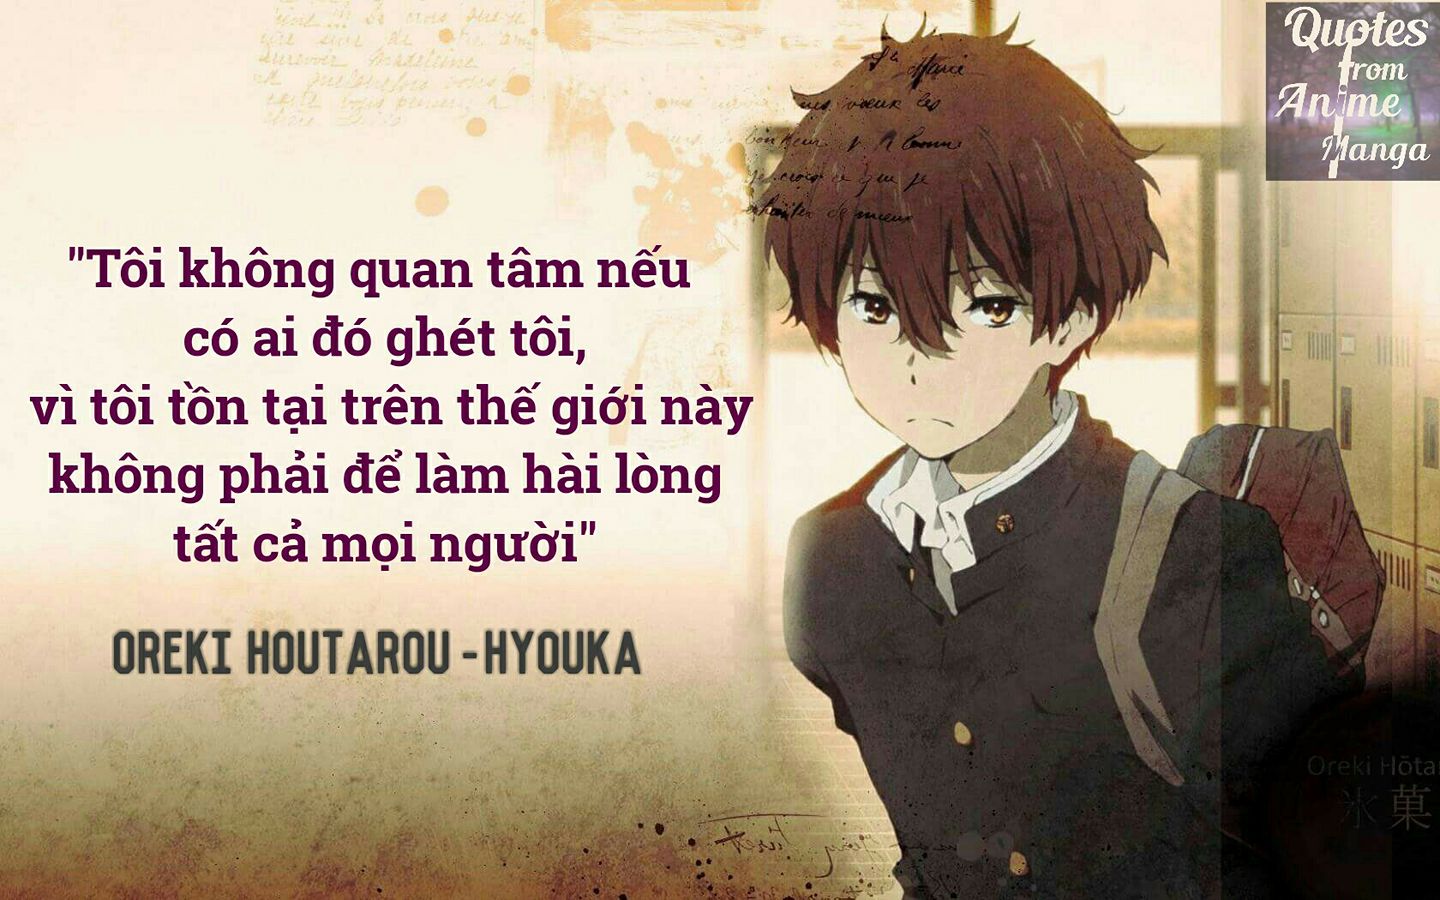 Quotes
from
Anime
Manga
"Tôi không quan tâm nếu
có ai đó ghét tôi,
vì tôi tồn tại trên thế giới này
không phải để làm hài lòng
tất cả mọi người"
OREKI HOUTAROU - HYOUKA
Oreki Hōta
氷菓